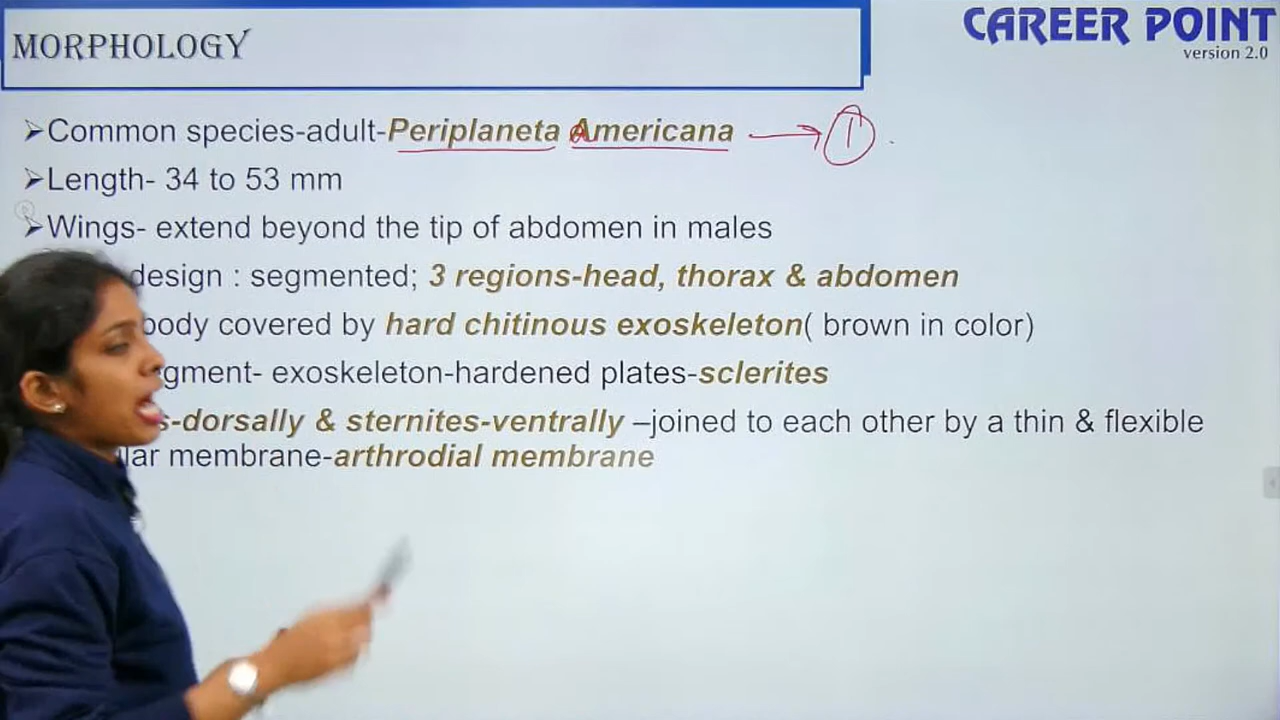 MORPHOLOGY
CAREER POINT
version 2.0
➢Common species-adult-Periplaneta Americana → 1
➢Length- 34 to 53 mm
➢Wings- extend beyond the tip of abdomen in males
design : segmented; 3 regions-head, thorax & abdomen
body covered by hard chitinous exoskeleton( brown in color)
exoskeleton-hardened plates-sclerites
-dorsally & sternites-ventrally –joined to each other by a thin & flexible
membrane-arthrodial membrane